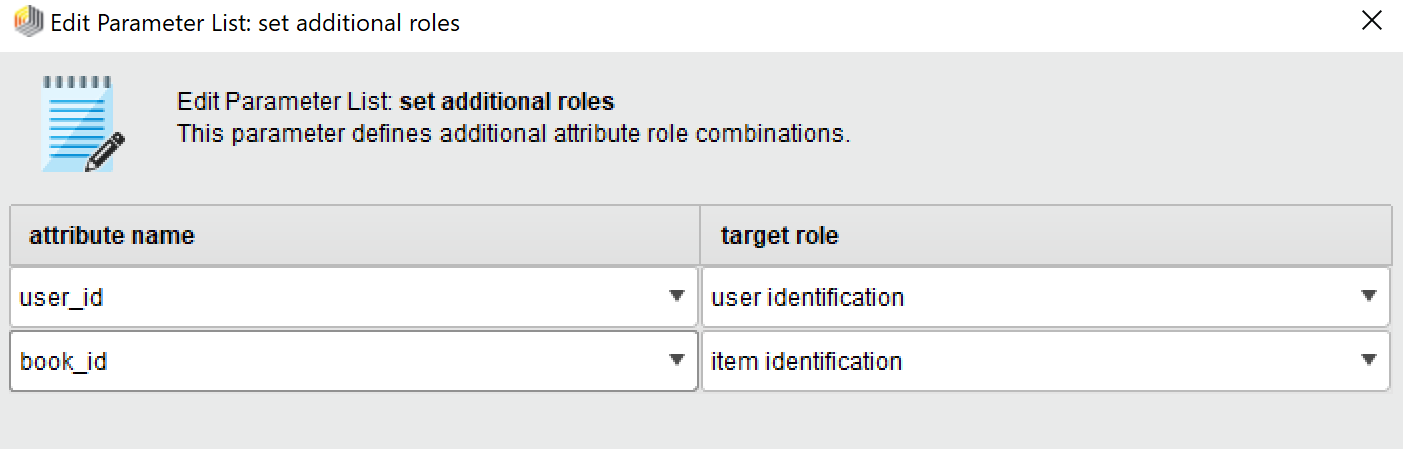 Edit Parameter List: set additional roles
Edit Parameter List: set additional roles
This parameter defines additional attribute role combinations.
attribute name target role
user_id user identification
book_id item identification